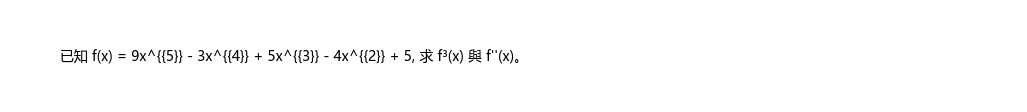 已知 f(x) = 9x^{{5}} - 3x^{{4}} + 5x^{{3}} - 4x^{{2}} + 5, 求 f³(x) 與 f''(x)。